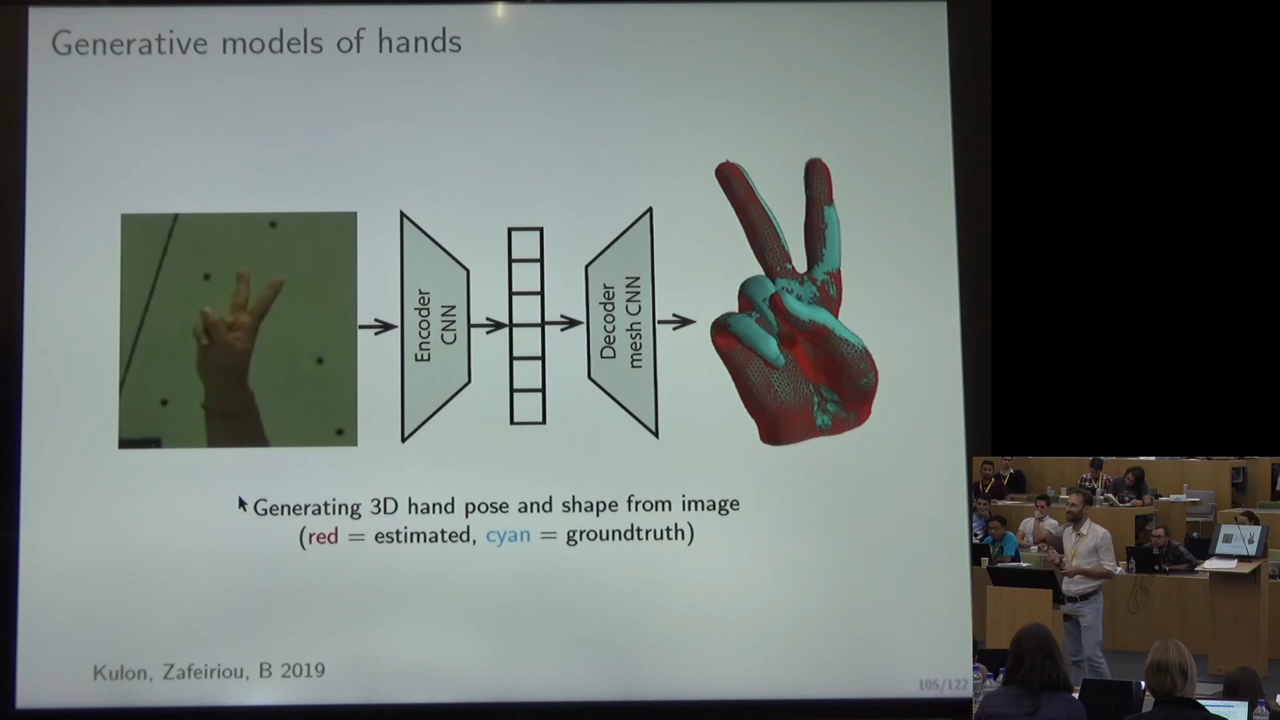 Generative models of hands
Encoder
CNN
Decoder
mesh CNN
Generating 3D hand pose and shape from image
(red = estimated, cyan = groundtruth)
Kulon, Zafeiriou, B 2019
105/122